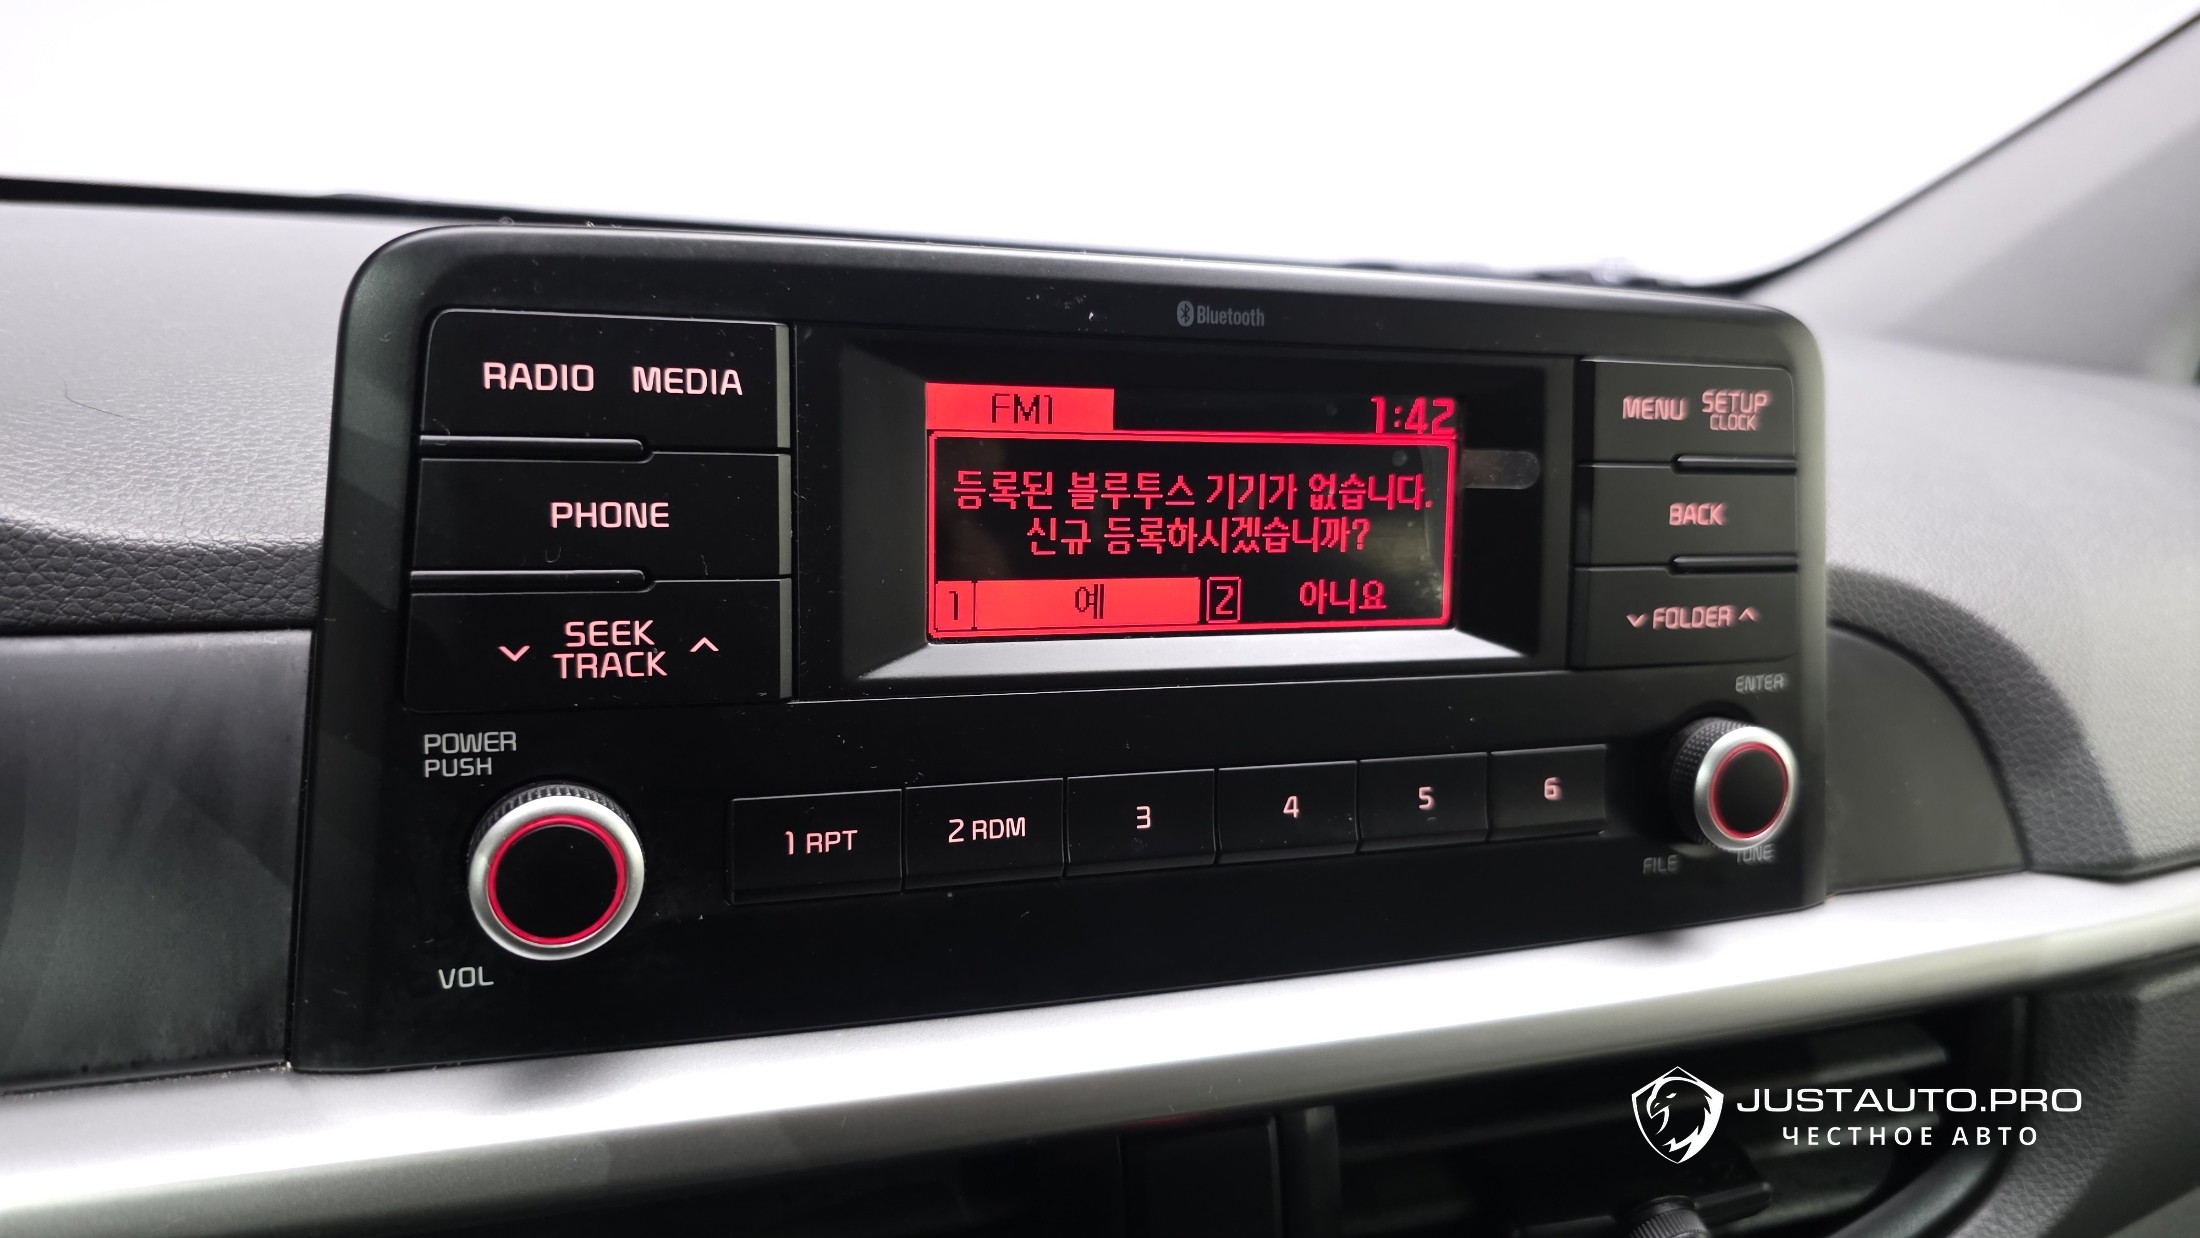 Bluetooth
RADIO MEDIA
PHONE
SEEK
TRACK
POWER
PUSH
VOL
FM1 1:42
등록된 블루투스 기기가 없습니다.
신규 등록하시겠습니까?
1 예 2 아니요
MENU SETUP
CLOCK
BACK
FOLDER
ENTER
FILE TUNE
1 RPT 2 RDM 3 4 5 6
JUSTAUTO.PRO
ЧЕСТНОЕ АВТО